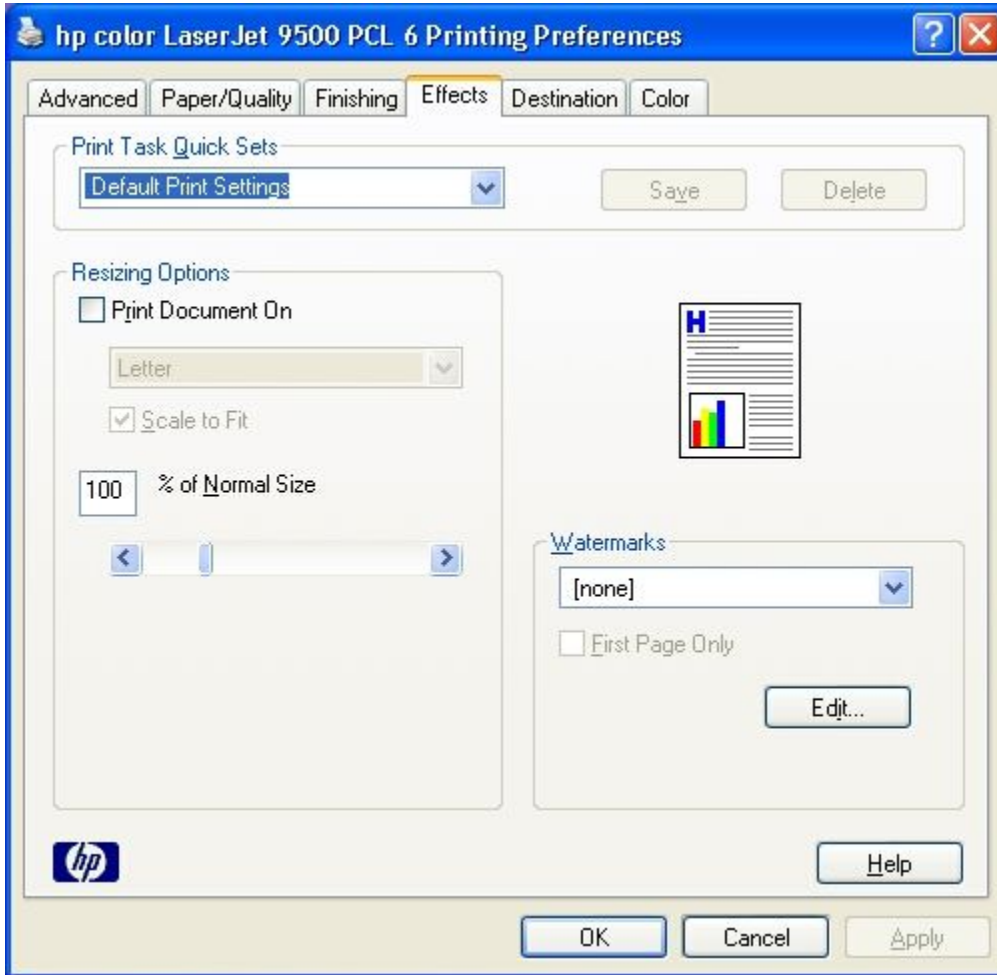 hp color LaserJet 9500 PCL 6 Printing Preferences
Advanced Paper/Quality Finishing Effects Destination Color
Print Task Quick Sets
Default Print Settings
Save Delete
Resizing Options
Print Document On
Letter
Scale to Fit
100 % of Normal Size
H
Watermarks
[none]
First Page Only
Edit...
hp
Help
OK Cancel Apply